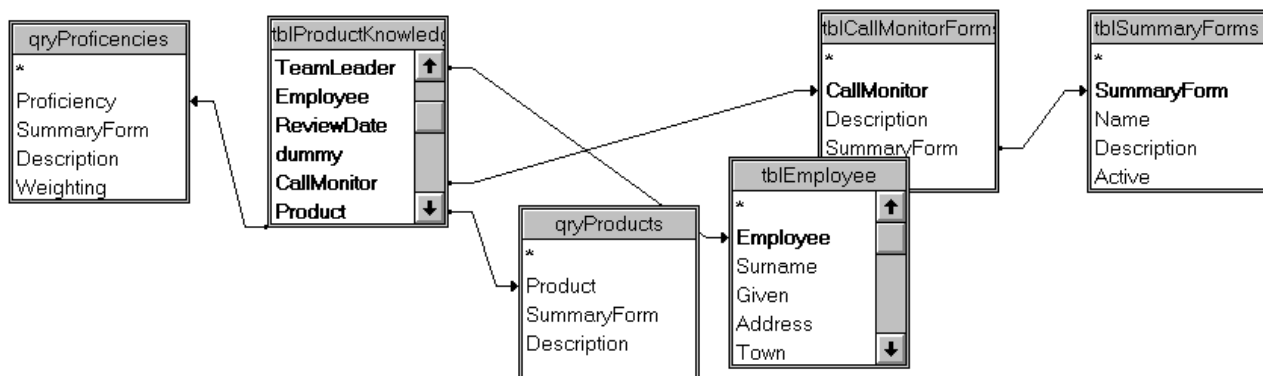 qryProficencies
*
Proficiency
SummaryForm
Description
Weighting
tblProductKnowledg
TeamLeader
Employee
ReviewDate
dummy
CallMonitor
Product
qryProducts
*
Product
SummaryForm
Description
tblEmployee
*
Employee
Surname
Given
Address
Town
tblCallMonitorForms
*
CallMonitor
Description
SummaryForm
tblSummaryForms
*
SummaryForm
Name
Description
Active